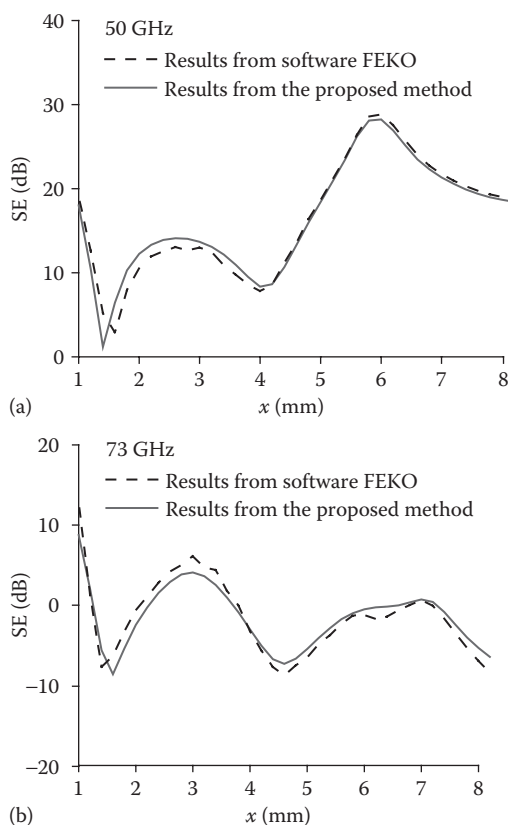 40
50 GHz
Results from software FEKO
Results from the proposed method
30
SE (dB)
20
10
0
1 2 3 4 5 6 7 8
(a)
x (mm)
20
73 GHz
Results from software FEKO
Results from the proposed method
10
SE (dB)
0
−10
−20
1 2 3 4 5 6 7 8
(b)
x (mm)